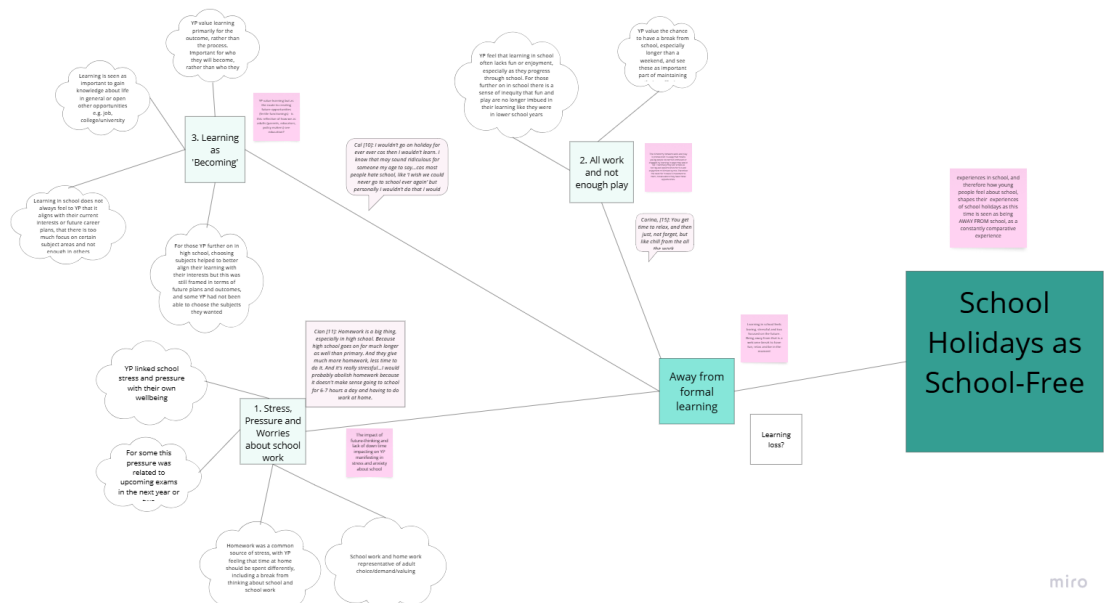 YP value learning
primarily for the
outcome, rather than
the process.
Important for who
they will become,
rather than who they
Learning is seen as
important to gain
knowledge about life
in general or open
other opportunities
e.g. job,
college/university
3. Learning
as
'Becoming'
Learning in school does not
always feel to YP that it
aligns with their current
interests or future career
plans, that there is too
much focus on certain
subject areas and not
enough in others
For those YP further on in
high school, choosing
subjects helped to better
align their learning with
their interests but this was
still framed in terms of
future plans and outcomes,
and some YP had not been
able to choose the subjects
they wanted
Cal [10]: I wouldn't go on holiday for
ever ever cos then I wouldn't learn. I
know that may sound ridiculous for
someone my age to say...cos most
people hate school, like 'I wish we could
never go to school ever again' but
personally I wouldn't do that I would
YP feel that learning in school
often lacks fun or enjoyment,
especially as they progress
through school. For those
further on in school there is a
sense of inequity that fun and
play are no longer imbued in
their learning like they were
in lower school years
YP value the chance
to have a break from
school, especially
longer than a
weekend, and see
these as important
part of maintaining
2. All work
and not
enough play
Carma, [15]: You get
time to relax, and then
just, not forget, but
like chill from the all
the work
experiences in school, and
therefore how young
people feel about school,
shapes their experiences
of school holidays as this
time is seen as being
AWAY FROM school, as a
constantly comparative
experience
School
Holidays as
School-Free
Away from
formal
learning
Learning
loss?
Cian [11]: Homework is a big thing,
especially in high school. Because
high school goes on for much longer
as well than primary. And they give
much more homework, less time to
do it. And it's really stressful...I would
probably abolish homework because
it doesn't make sense going to school
for 6,7 hours a day and having to do
work at home.
YP linked school
stress and pressure
with their own
wellbeing
1. Stress,
Pressure and
Worries
about school
work
The impact of
future thinking and
lack of down time
impacting on YP
manifesting in
stress and anxiety
about school
For some this
pressure was
related to
upcoming exams
in the next year or
Homework was a common
source of stress, with YP
feeling that time at home
should be spent differently,
including a break from
thinking about school and
school work
School work and home work
representative of adult
choice/demand/valuing
miro